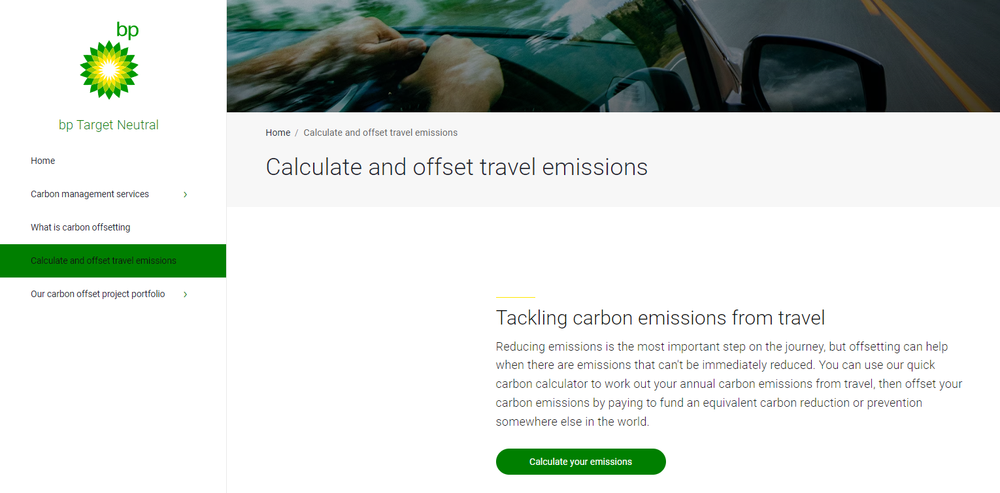 bp
bp Target Neutral
Home
Carbon management services
What is carbon offsetting
Calculate and offset travel emissions
Our carbon offset project portfolio
Home / Calculate and offset travel emissions
Calculate and offset travel emissions
Tackling carbon emissions from travel
Reducing emissions is the most important step on the journey, but offsetting can help
when there are emissions that can't be immediately reduced. You can use our quick
carbon calculator to work out your annual carbon emissions from travel, then offset your
carbon emissions by paying to fund an equivalent carbon reduction or prevention
somewhere else in the world.
Calculate your emissions